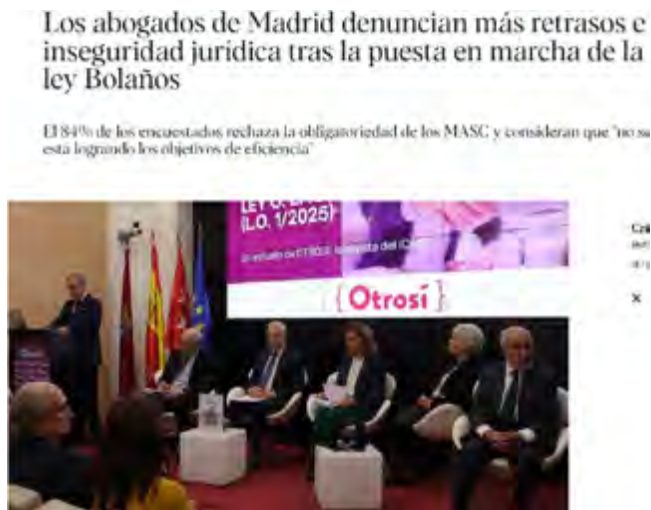 Los abogados de Madrid denuncian más retrasos e
inseguridad jurídica tras la puesta en marcha de la
ley Bolaños
El 84% de los encuestados rechaza la obligatoriedad de los MASC y consideran que "no se
esta logrando los objetivos de eficiencia"
(L.O. 1/2025)
{ Otrosí }